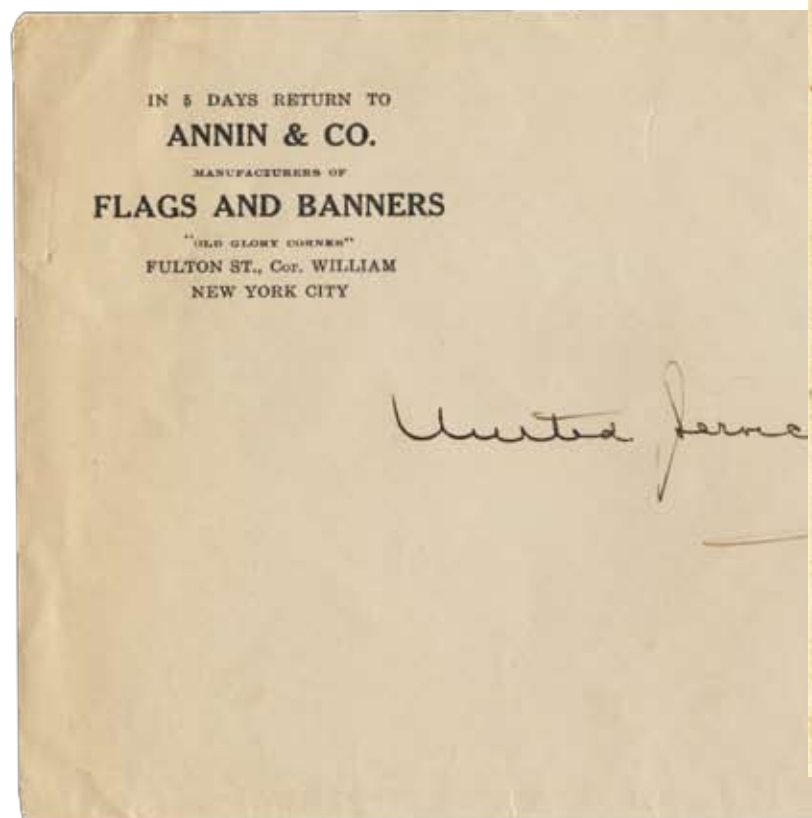 IN 5 DAYS RETURN TO
ANNIN & CO.
MANUFACTURERS OF
FLAGS AND BANNERS
"OLD GLORY CORNER"
FULTON ST., Cor. WILLIAM
NEW YORK CITY
United Servic